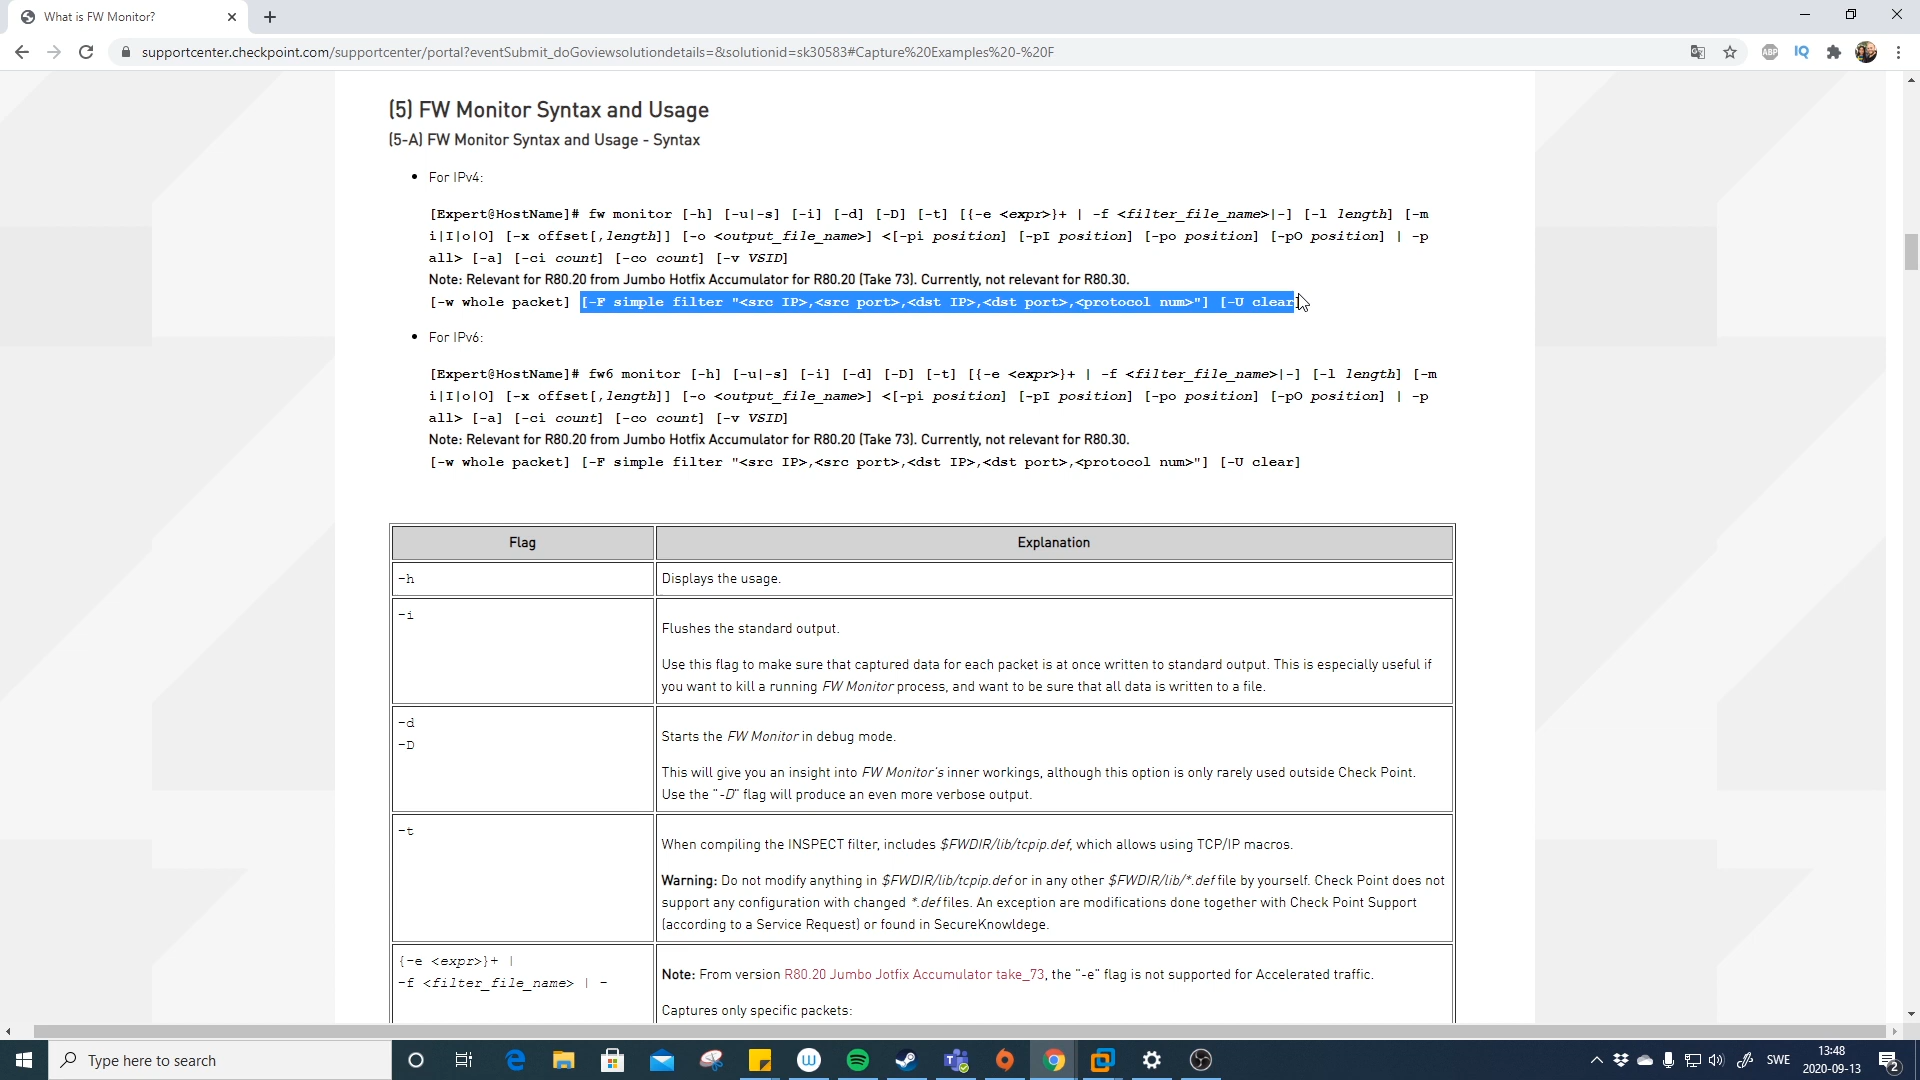 What is FW Monitor?
supportcenter.checkpoint.com/supportcenter/portal?eventSubmit_doGoviewsolutiondetails=&solutionid=sk30583#Capture%20Examples%20-%20F
ABP
IQ
(5) FW Monitor Syntax and Usage
(5-A) FW Monitor Syntax and Usage - Syntax
• For IPv4:
[Expert@HostName]# fw monitor [-h] [-u|-s] [-i] [-d] [-D] [-t] [{-e <expr>}+ | -f <filter_file_name>|-] [-l length] [-m
i|I|o|O] [-x offset[,length]] [-o <output_file_name>] <[-pi position] [-pI position] [-po position] [-pO position] | -p
all> [-a] [-ci count] [-co count] [-v VSID]
Note: Relevant for R80.20 from Jumbo Hotfix Accumulator for R80.20 (Take 73). Currently, not relevant for R80.30.
[-w whole packet] [-F simple filter "<src IP>,<src port>,<dst IP>,<dst port>,<protocol num>"] [-U clear]
• For IPv6:
[Expert@HostName]# fw6 monitor [-h] [-u|-s] [-i] [-d] [-D] [-t] [{-e <expr>}+ | -f <filter_file_name>|-] [-l length] [-m
i|I|o|O] [-x offset[,length]] [-o <output_file_name>] <[-pi position] [-pI position] [-po position] [-pO position] | -p
all> [-a] [-ci count] [-co count] [-v VSID]
Note: Relevant for R80.20 from Jumbo Hotfix Accumulator for R80.20 (Take 73). Currently, not relevant for R80.30.
[-w whole packet] [-F simple filter "<src IP>,<src port>,<dst IP>,<dst port>,<protocol num>"] [-U clear]
Flag
Explanation
-h
Displays the usage.
-i
Flushes the standard output.
Use this flag to make sure that captured data for each packet is at once written to standard output. This is especially useful if
you want to kill a running FW Monitor process, and want to be sure that all data is written to a file.
-d
-D
Starts the FW Monitor in debug mode.
This will give you an insight into FW Monitor's inner workings, although this option is only rarely used outside Check Point.
Use the "-D" flag will produce an even more verbose output.
-t
When compiling the INSPECT filter, includes $FWDIR/lib/tcpip.def, which allows using TCP/IP macros.
Warning: Do not modify anything in $FWDIR/lib/tcpip.def or in any other $FWDIR/lib/*.def file by yourself. Check Point does not
support any configuration with changed *.def files. An exception are modifications done together with Check Point Support
(according to a Service Request) or found in SecureKnowldege.
{-e <expr>}+ |
-f <filter_file_name> | -
Note: From version R80.20 Jumbo Jotfix Accumulator take_73, the "-e" flag is not supported for Accelerated traffic.
Captures only specific packets:
Type here to search
SWE
13:48
2020-09-13
2